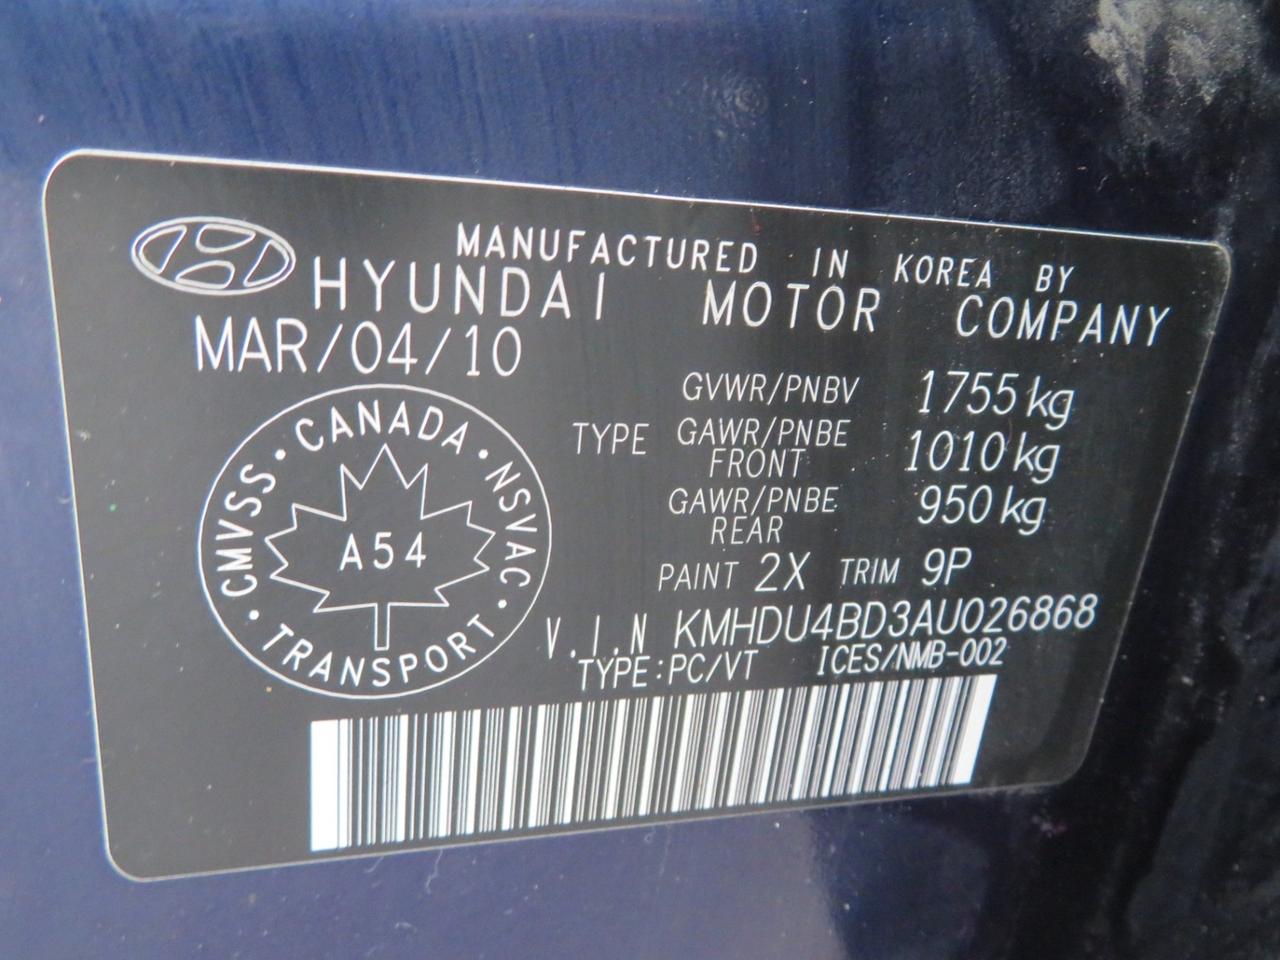 MANUFACTURED IN KOREA BY
HYUNDAI MOTOR COMPANY
MAR/04/10
GVWR/PNBV 1755 kg
TYPE GAWR/PNBE FRONT 1010 kg
GAWR/PNBE REAR 950 kg
PAINT 2X TRIM 9P
V.I.N KMHDU4BD3AU026868
TYPE:PC/VT ICES/NMB-002
CANADA · NSVAC · TRANSPORT · CMVSS ·
A54